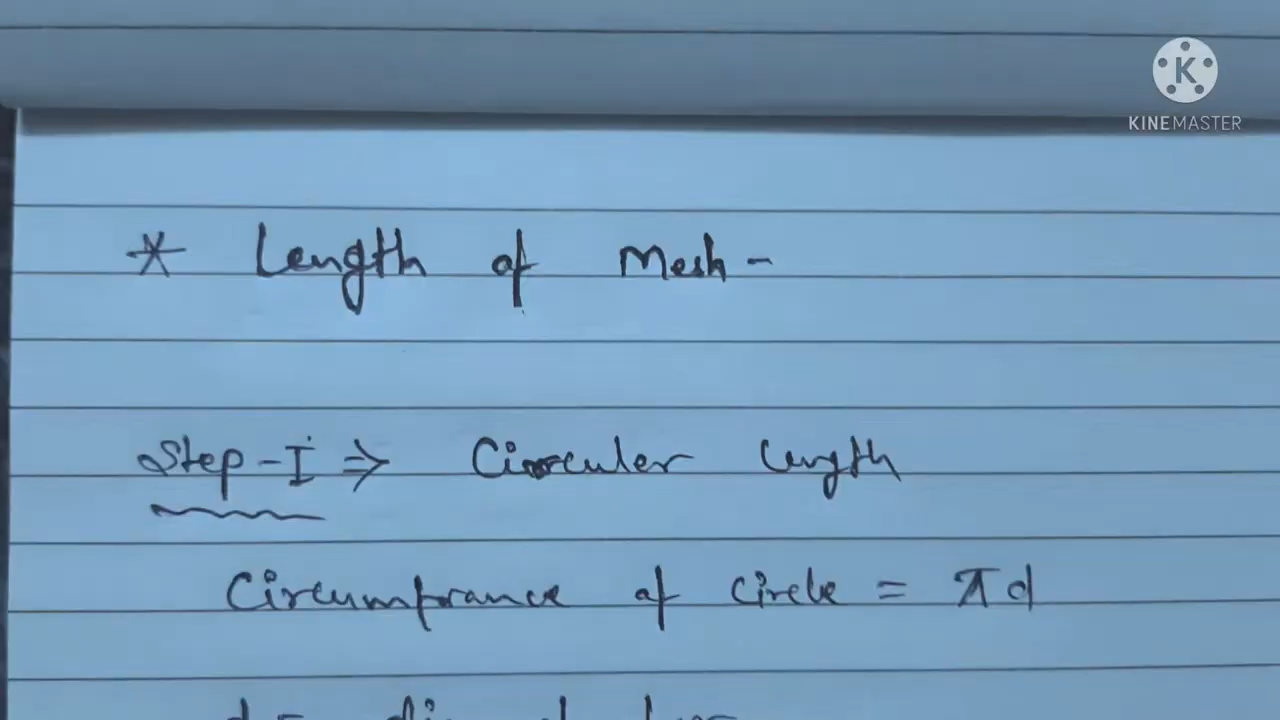 KINEMASTER
* Length of Mesh -
Step-I ⇒ Circuler length
Circumfrance of circle = πd
d =